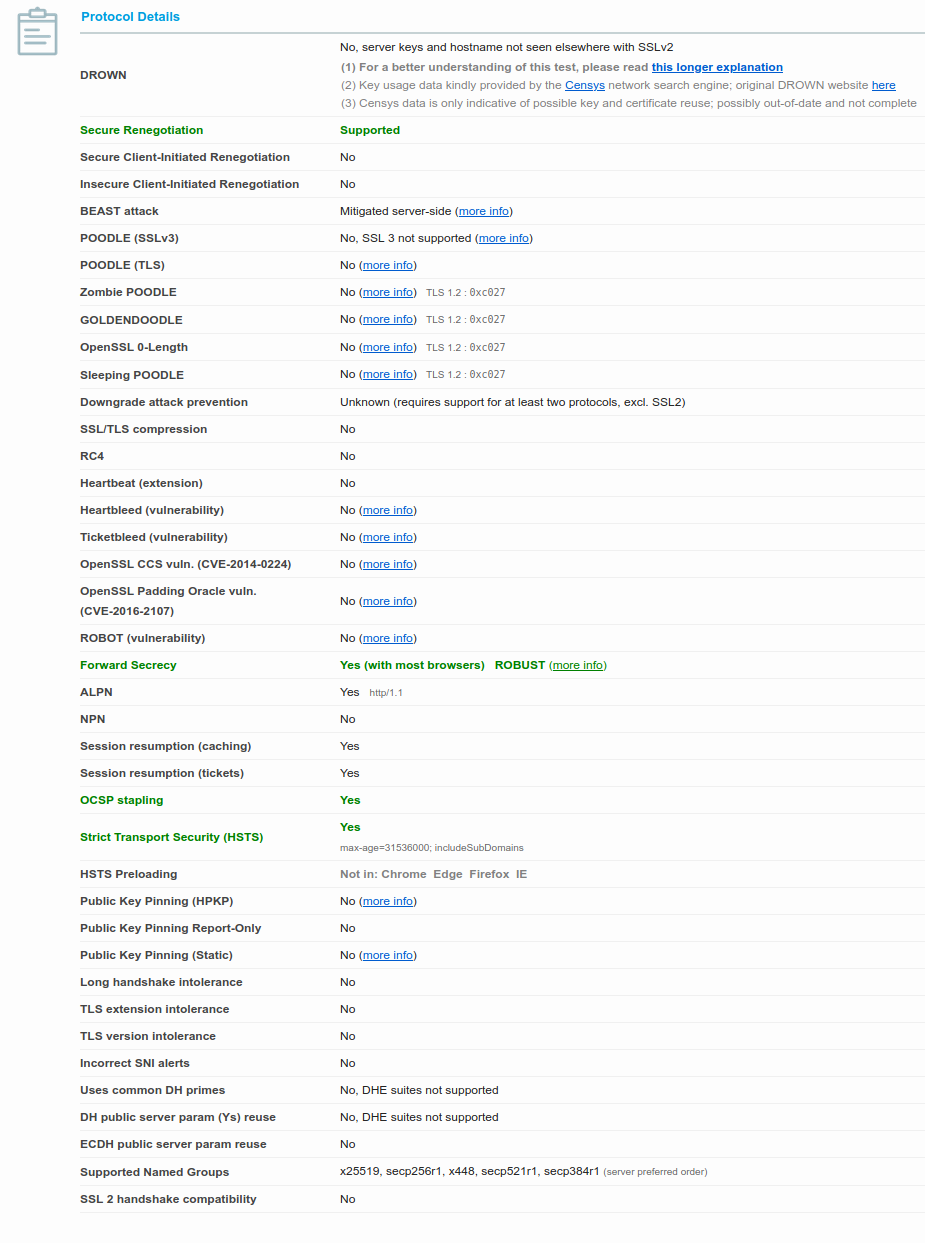 Protocol Details
DROWN
No, server keys and hostname not seen elsewhere with SSLv2
(1) For a better understanding of this test, please read this longer explanation
(2) Key usage data kindly provided by the Censys network search engine; original DROWN website here
(3) Censys data is only indicative of possible key and certificate reuse; possibly out-of-date and not complete
Secure Renegotiation Supported
Secure Client-Initiated Renegotiation No
Insecure Client-Initiated Renegotiation No
BEAST attack Mitigated server-side (more info)
POODLE (SSLv3) No, SSL 3 not supported (more info)
POODLE (TLS) No (more info)
Zombie POODLE No (more info) TLS 1.2 : 0xc027
GOLDENDOODLE No (more info) TLS 1.2 : 0xc027
OpenSSL 0-Length No (more info) TLS 1.2 : 0xc027
Sleeping POODLE No (more info) TLS 1.2 : 0xc027
Downgrade attack prevention Unknown (requires support for at least two protocols, excl. SSL2)
SSL/TLS compression No
RC4 No
Heartbeat (extension) No
Heartbleed (vulnerability) No (more info)
Ticketbleed (vulnerability) No (more info)
OpenSSL CCS vuln. (CVE-2014-0224) No (more info)
OpenSSL Padding Oracle vuln.
(CVE-2016-2107) No (more info)
ROBOT (vulnerability) No (more info)
Forward Secrecy Yes (with most browsers) ROBUST (more info)
ALPN Yes http/1.1
NPN No
Session resumption (caching) Yes
Session resumption (tickets) Yes
OCSP stapling Yes
Strict Transport Security (HSTS) Yes
max-age=31536000; includeSubDomains
HSTS Preloading Not in: Chrome Edge Firefox IE
Public Key Pinning (HPKP) No (more info)
Public Key Pinning Report-Only No
Public Key Pinning (Static) No (more info)
Long handshake intolerance No
TLS extension intolerance No
TLS version intolerance No
Incorrect SNI alerts No
Uses common DH primes No, DHE suites not supported
DH public server param (Ys) reuse No, DHE suites not supported
ECDH public server param reuse No
Supported Named Groups x25519, secp256r1, x448, secp521r1, secp384r1 (server preferred order)
SSL 2 handshake compatibility No